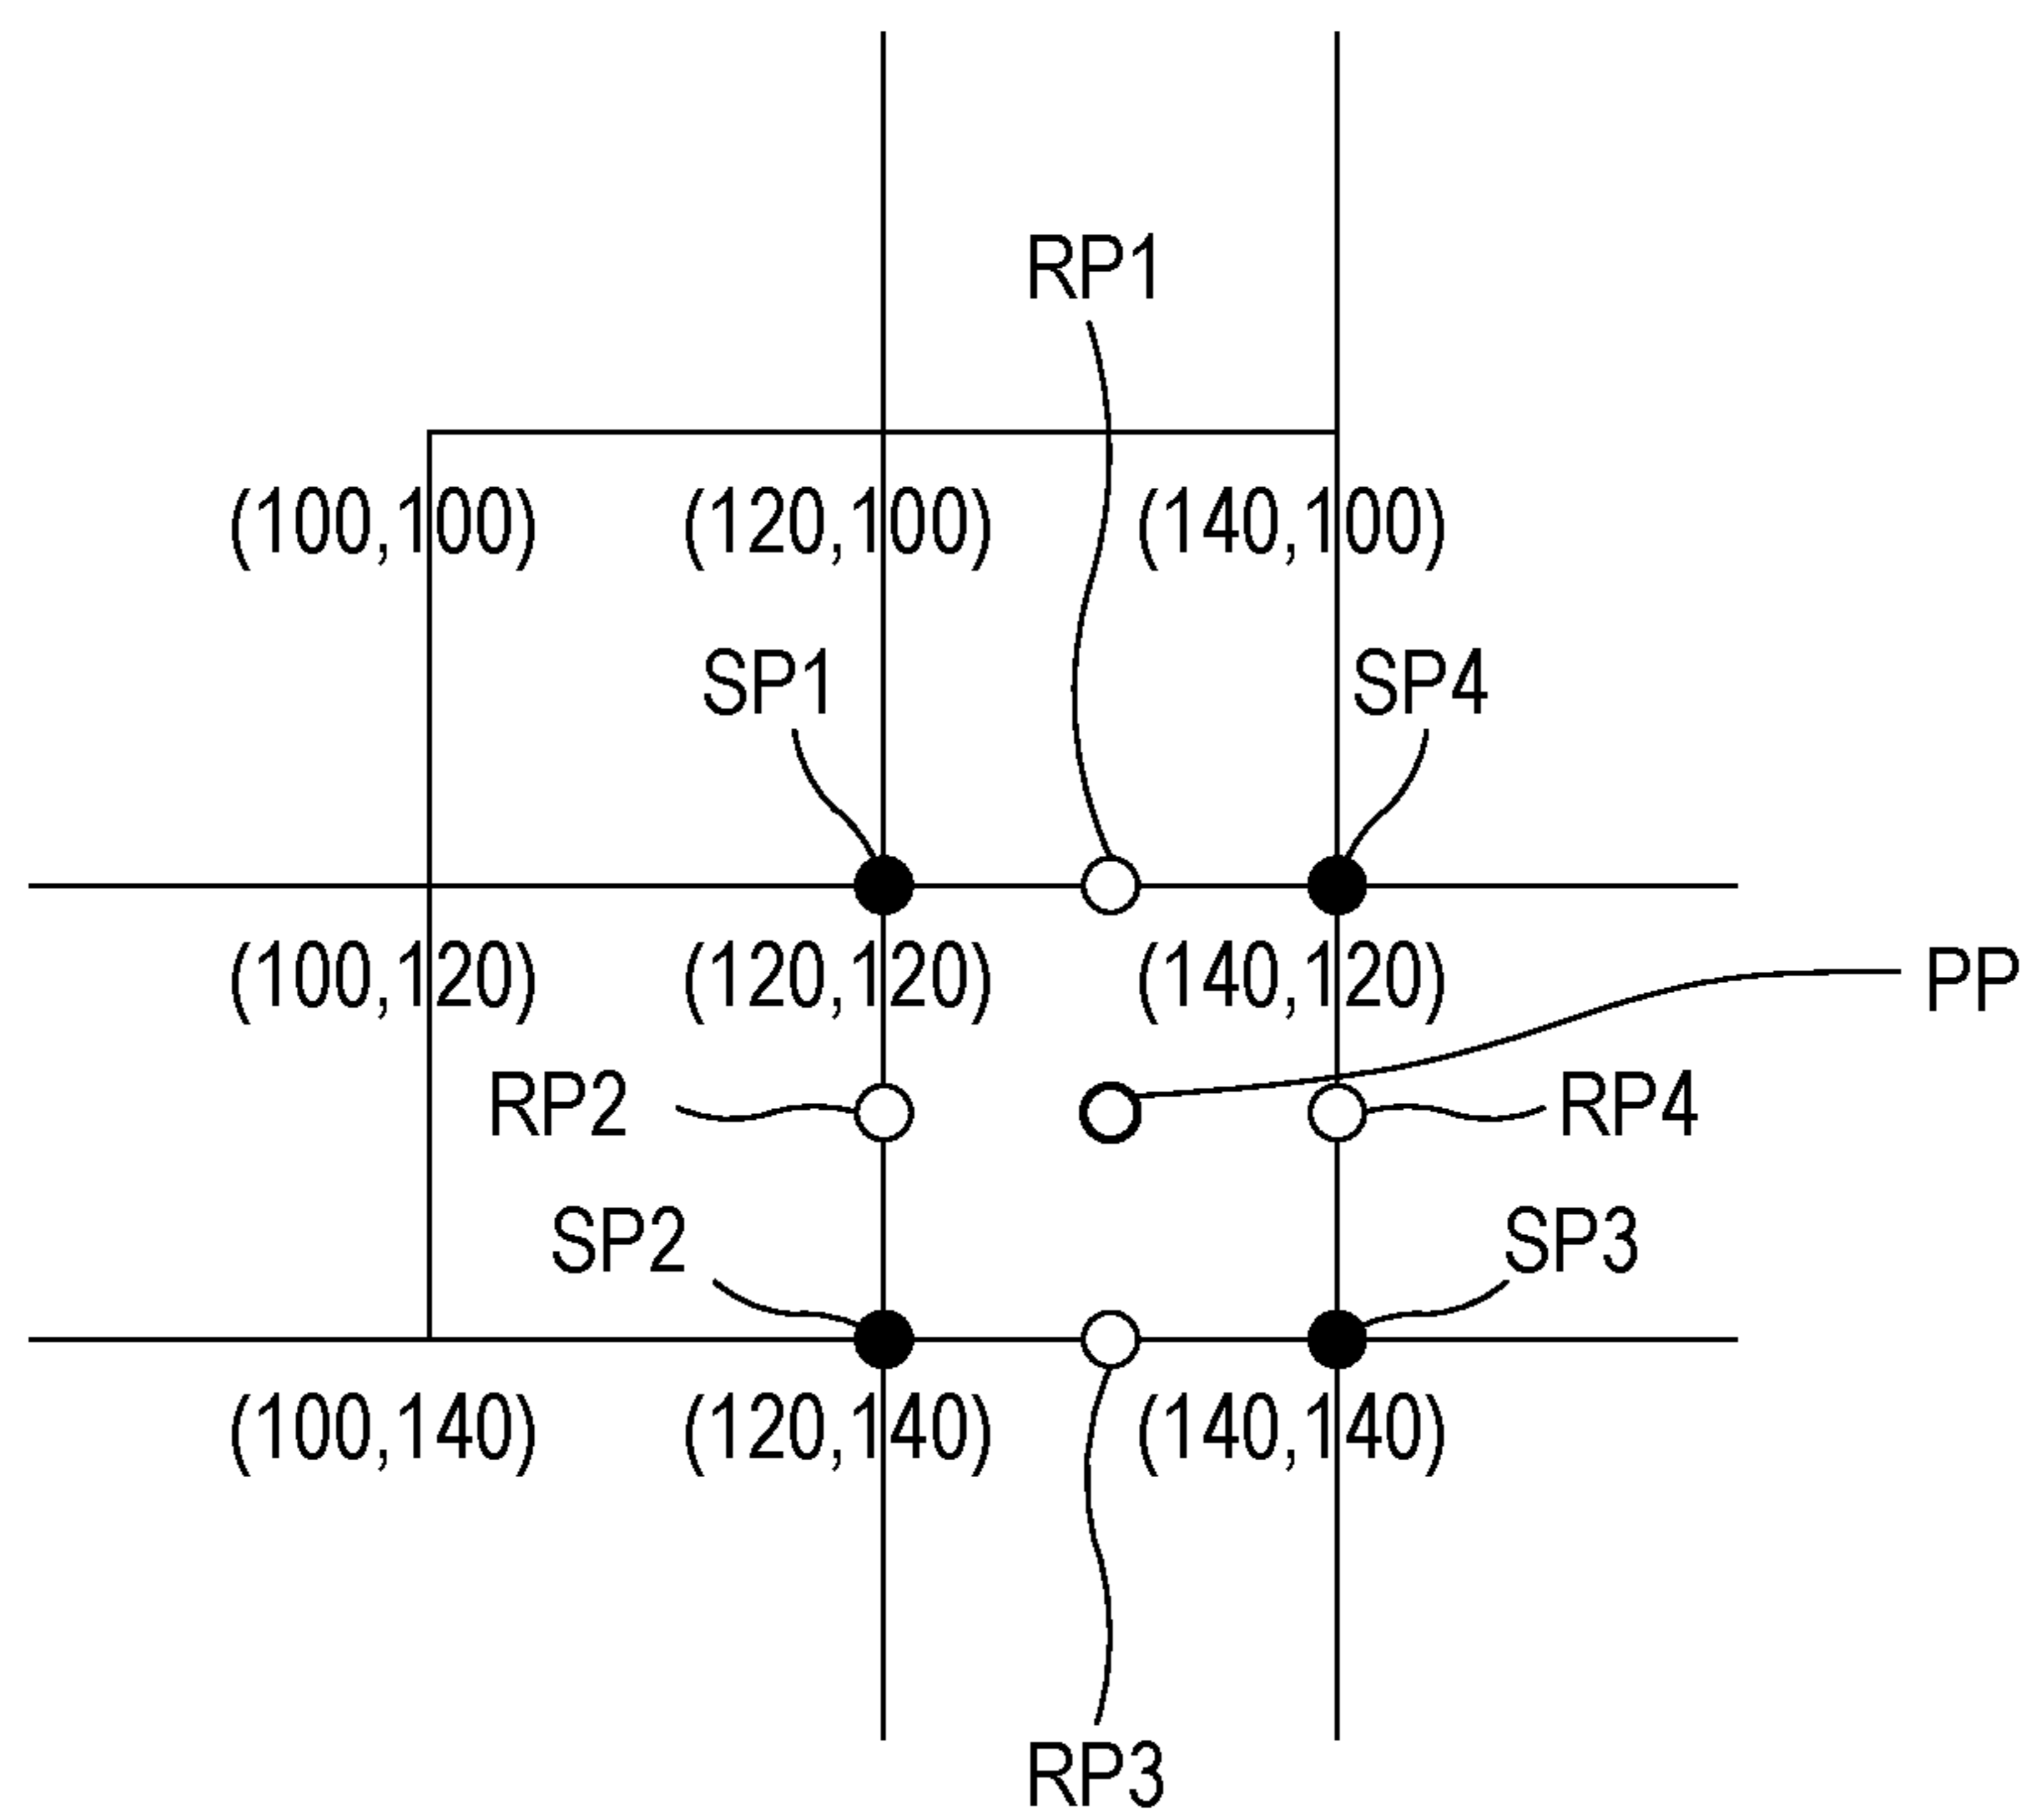 RP1
(100,100) (120,100) (140,100)
SP1 SP4
(100,120) (120,120) (140,120) PP
RP2 RP4
SP2 SP3
(100,140) (120,140) (140,140)
RP3